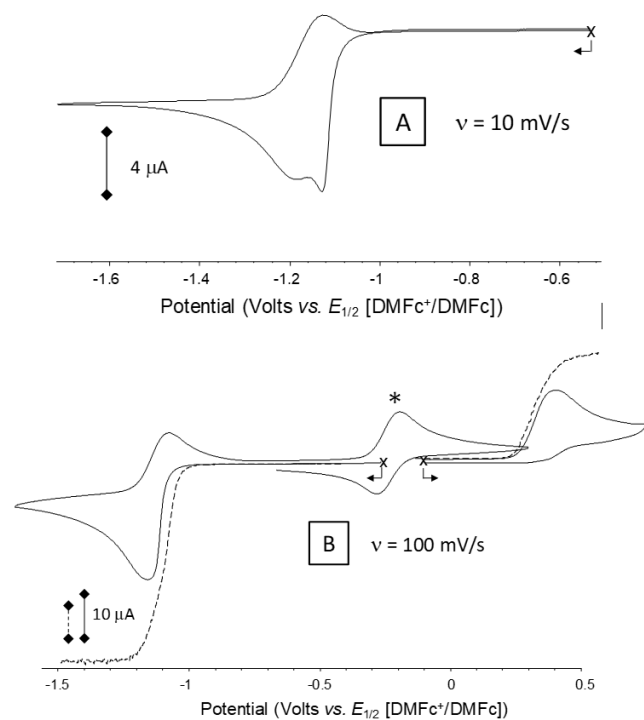 A
ν = 10 mV/s
4 μA
-1.6 -1.4 -1.2 -1 -0.8 -0.6
Potential (Volts vs. E1/2 [DMFc+/DMFc])
*
B
ν = 100 mV/s
10 μA
-1.5 -1 -0.5 0 0.5
Potential (Volts vs. E1/2 [DMFc+/DMFc])